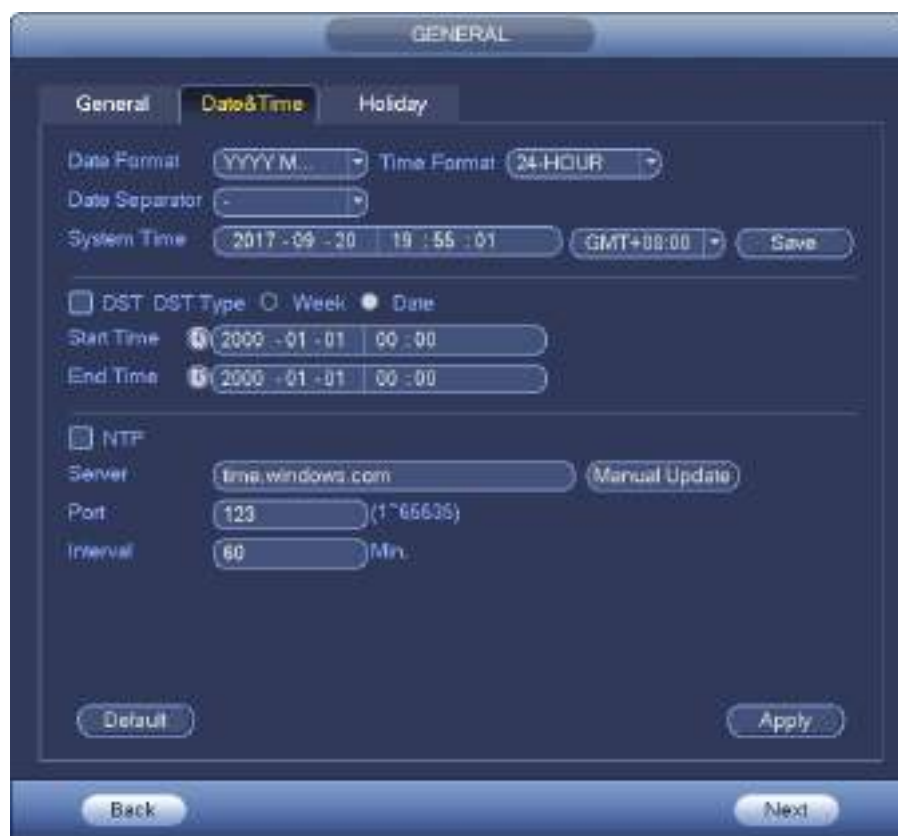 GENERAL
General Date&Time Holiday
Date Format YYYY M... Time Format 24-HOUR
Date Separator -
System Time 2017 - 09 - 20 19 : 55 : 01 GMT+08:00 Save
DST DST Type Week Date
Start Time 2000 - 01 - 01 00 : 00
End Time 2000 - 01 - 01 00 : 00
NTP
Server time.windows.com Manual Update
Port 123 (1~65535)
Interval 60 Min.
Default Apply
Back Next